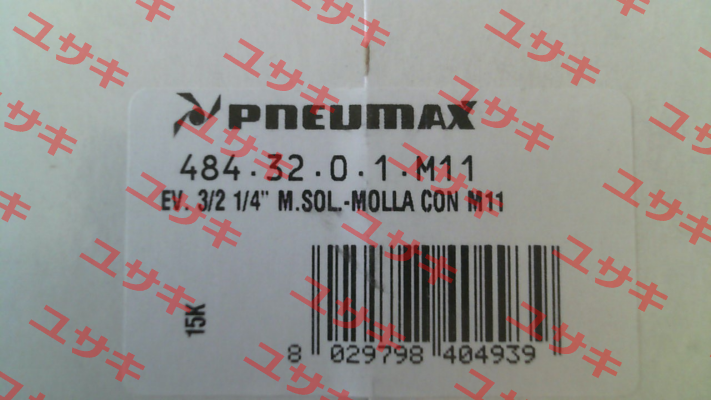 PNEUMAX
484.32.0.1.M11
EV. 3/2 1/4" M.SOL.-MOLLA CON M11
15K
8 029798 404939
ユサキ